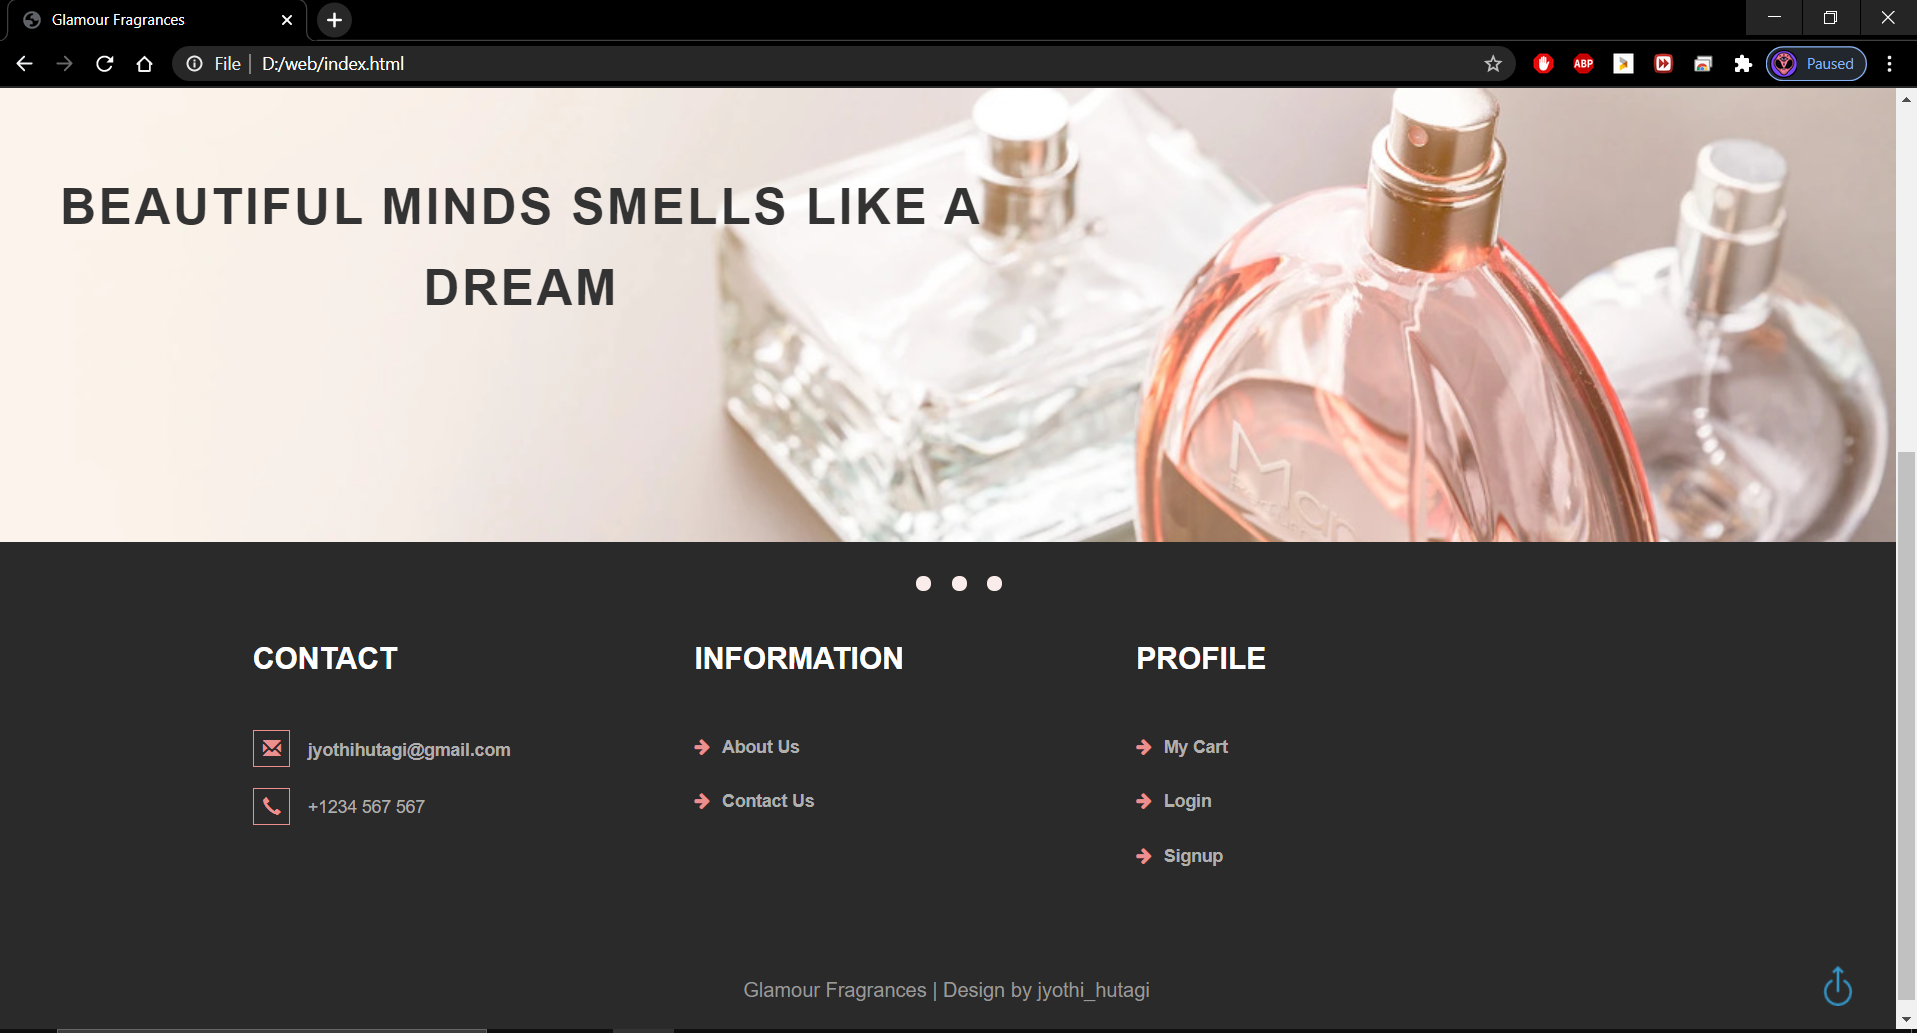 Glamour Fragrances
File | D:/web/index.html
ABP
Paused
BEAUTIFUL MINDS SMELLS LIKE A
DREAM
CONTACT
INFORMATION
PROFILE
jyothihutagi@gmail.com
About Us
My Cart
+1234 567 567
Contact Us
Login
Signup
Glamour Fragrances | Design by jyothi_hutagi